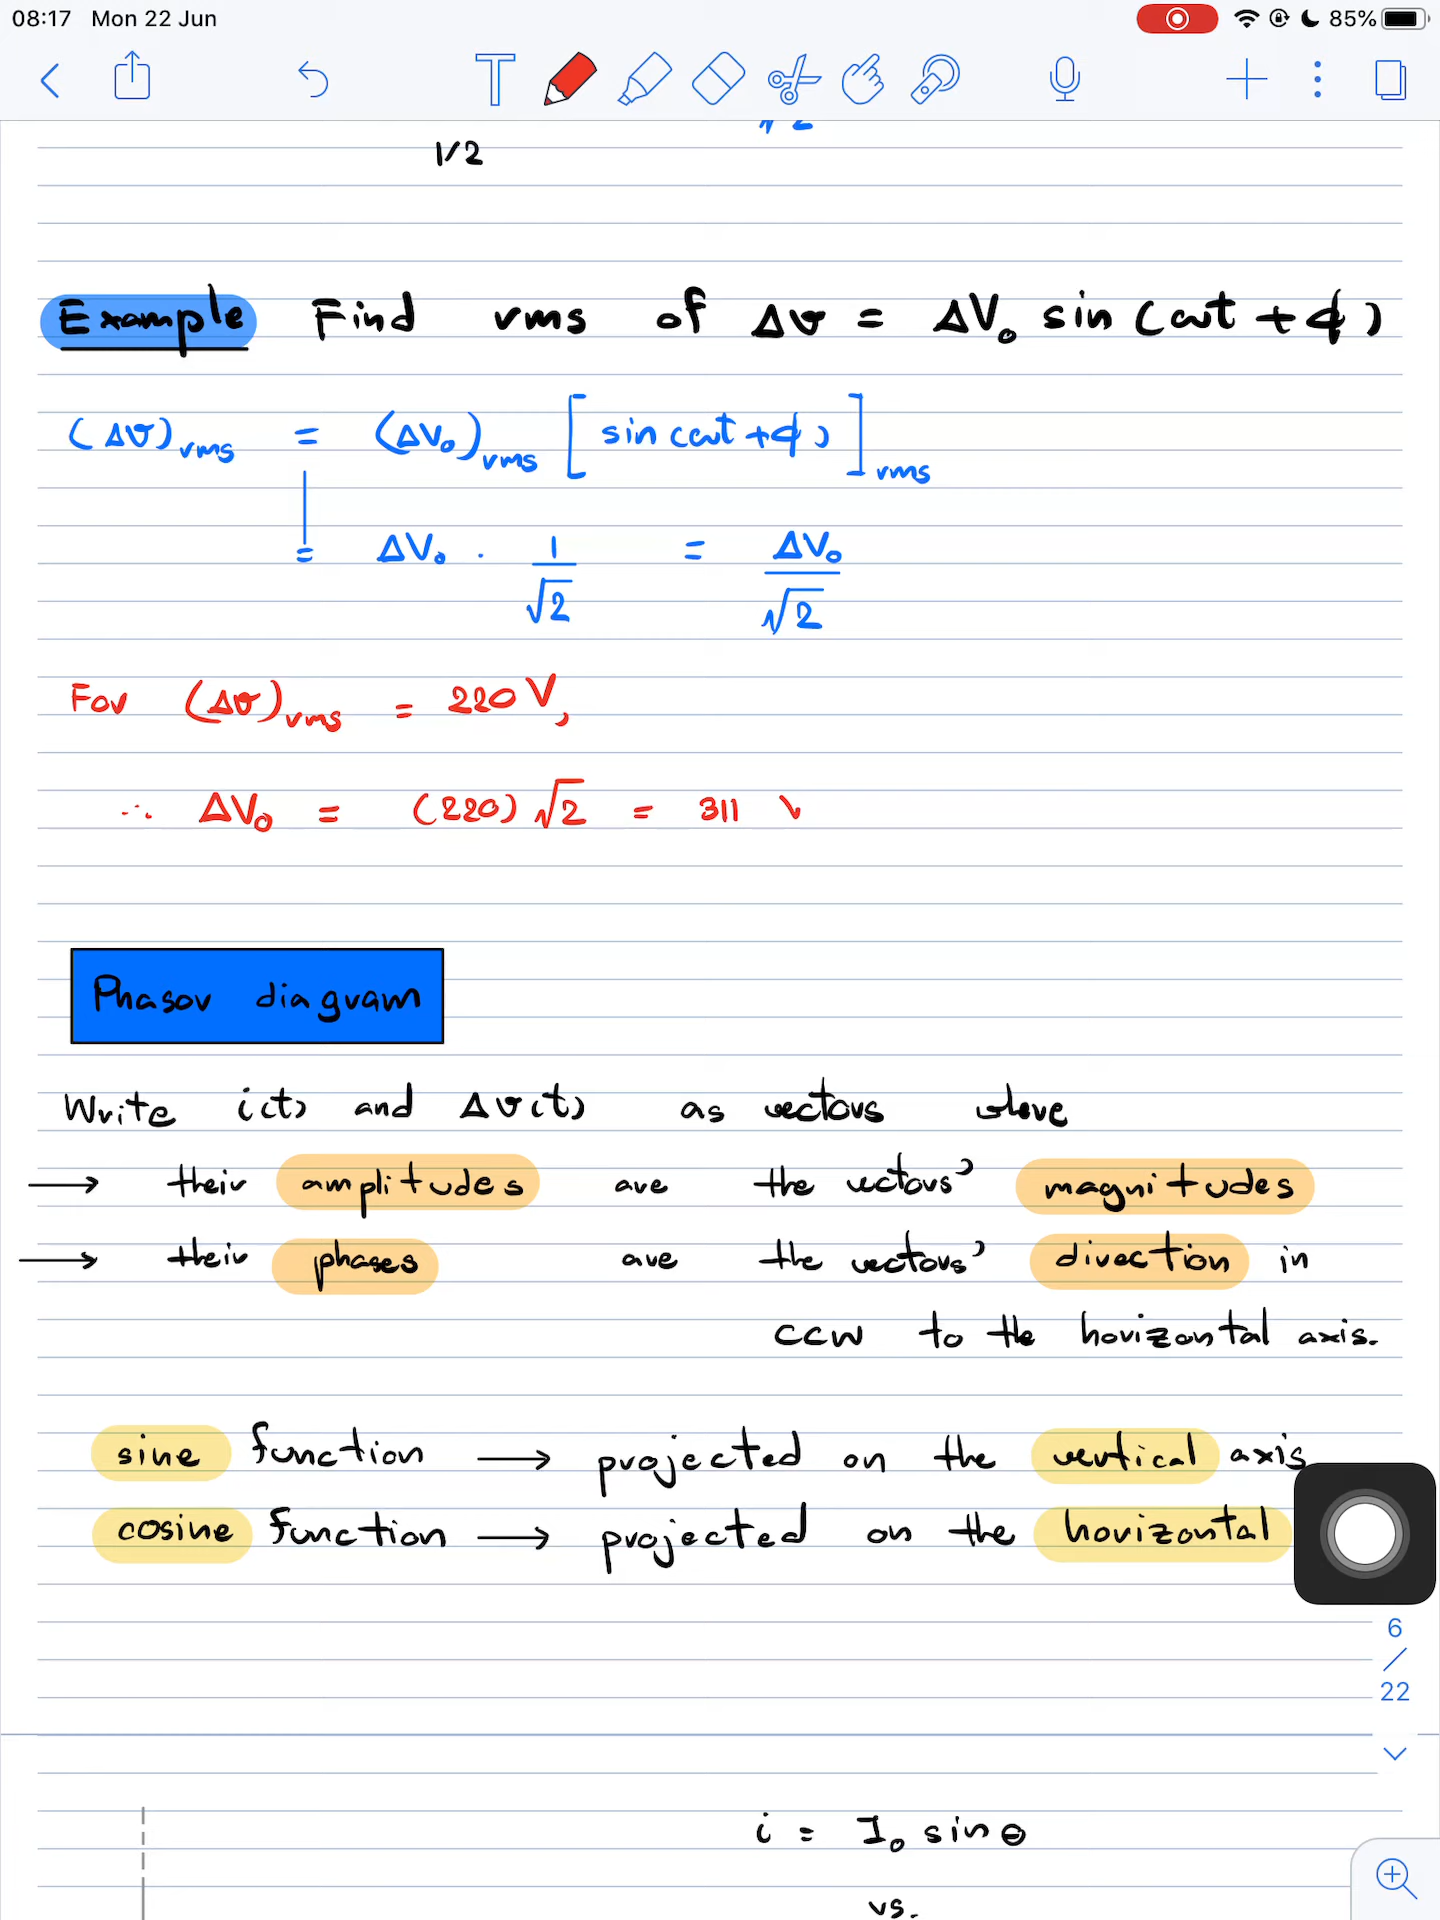 08:17 Mon 22 Jun 85%
√2
1/2
Example Find rms of Δv = ΔV₀ sin(ωt + ϕ)
(Δv)rms = (ΔV₀)rms [sin(ωt + ϕ)]rms
= ΔV₀ · 1/√2 = ΔV₀/√2
For (Δv)rms = 220 V,
∴ ΔV₀ = (220) √2 = 311 V
Phasor diagram
Write i(t) and Δv(t) as vectors where
→ their amplitudes are the vectors' magnitudes
→ their phases are the vectors' direction in
CCW to the horizontal axis.
sine function → projected on the vertical axis
cosine function → projected on the horizontal
6
/
22
i = I₀ sin θ
vs.